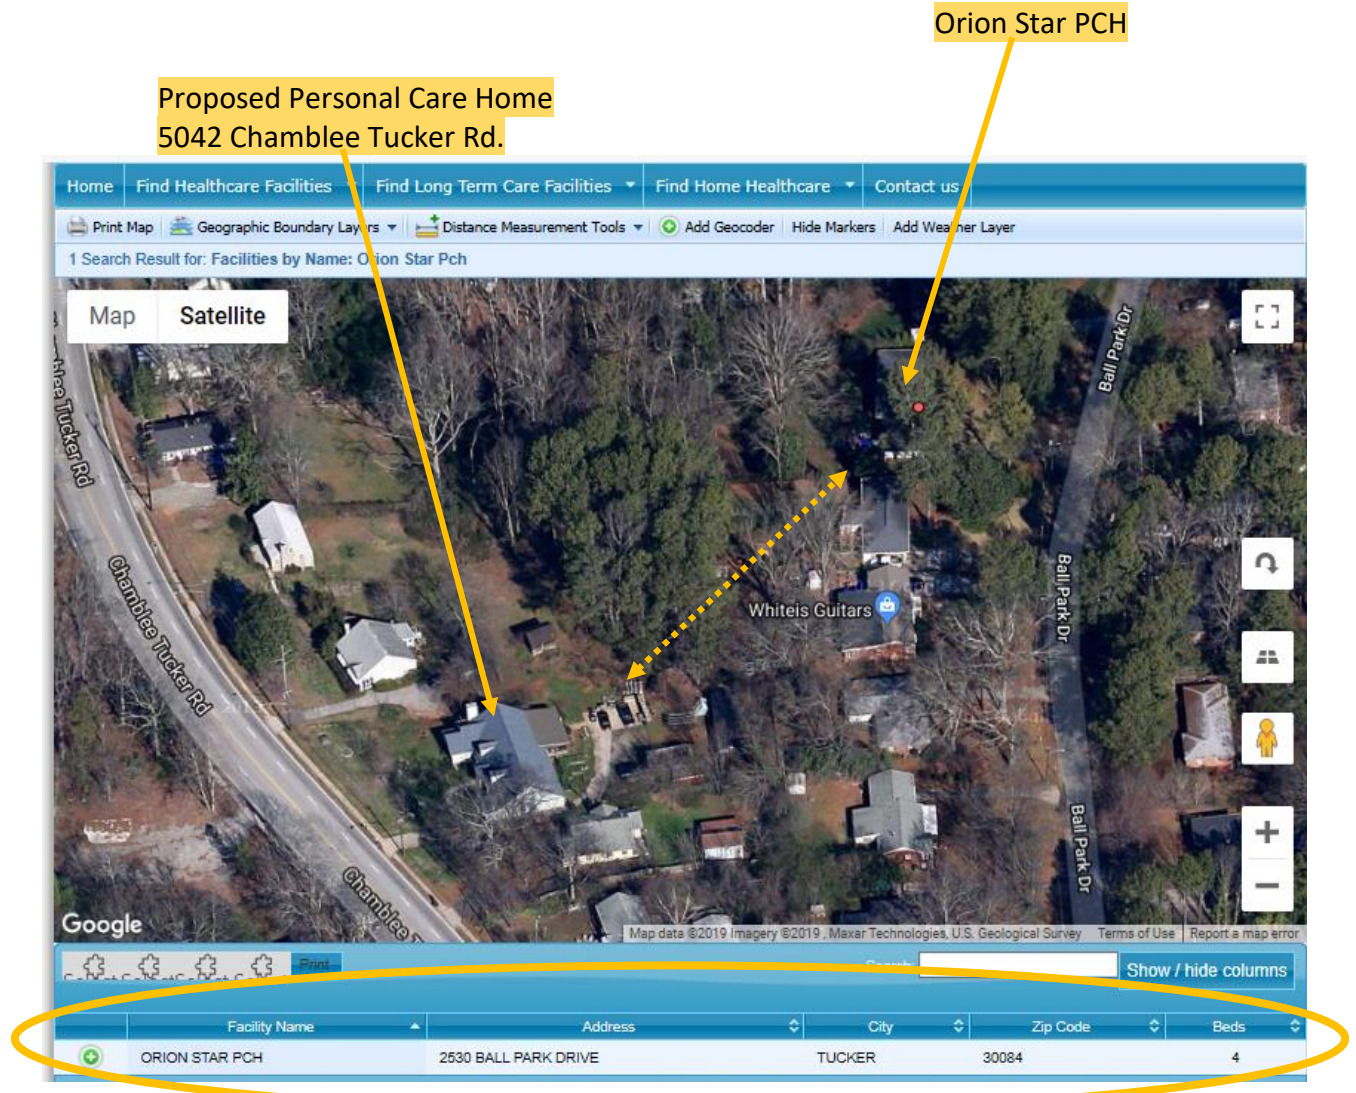 Orion Star PCH
Proposed Personal Care Home
5042 Chamblee Tucker Rd.
Home Find Healthcare Facilities Find Long Term Care Facilities Find Home Healthcare Contact us
Print Map Geographic Boundary Layers Distance Measurement Tools Add Geocoder Hide Markers Add Weather Layer
1 Search Result for: Facilities by Name: Orion Star Pch
Map Satellite
Ball Park Dr
Tucker Rd
Chamblee Tucker Rd
Ball Park Dr
Whiteis Guitars
Ball Park Dr
Chamblee
Google
Map data ©2019 Imagery ©2019 , Maxar Technologies, U.S. Geological Survey Terms of Use Report a map error
Print
Show / hide columns
Facility Name Address City Zip Code Beds
ORION STAR PCH 2530 BALL PARK DRIVE TUCKER 30084 4